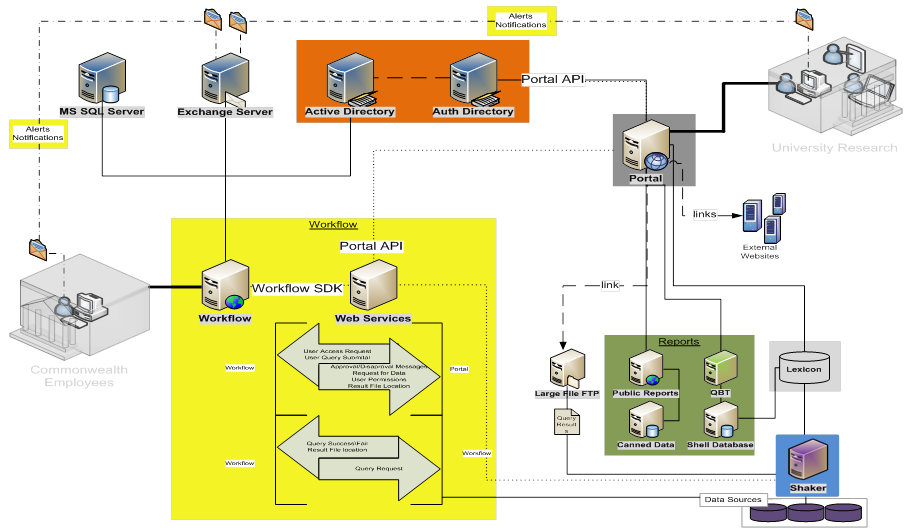 Alerts
Notifications
MS SQL Server
Exchange Server
Active Directory
Auth Directory
Portal API
Alerts
Notifications
University Research
Portal
links
External
Websites
Workflow
Portal API
Workflow SDK
Workflow
Web Services
Commonwealth
Employees
link
Workflow
User Access Request
User Query Submital
Approval/Disaproval Messages
Request for Data
User Permissions
Result File Location
Portal
Large File FTP
Query
Result
s
Reports
Public Reports
QBT
Canned Data
Shell Database
Lexicon
Workflow
Query Success\Fail
Result File location
Query Request
Workflow
Shaker
Data Sources